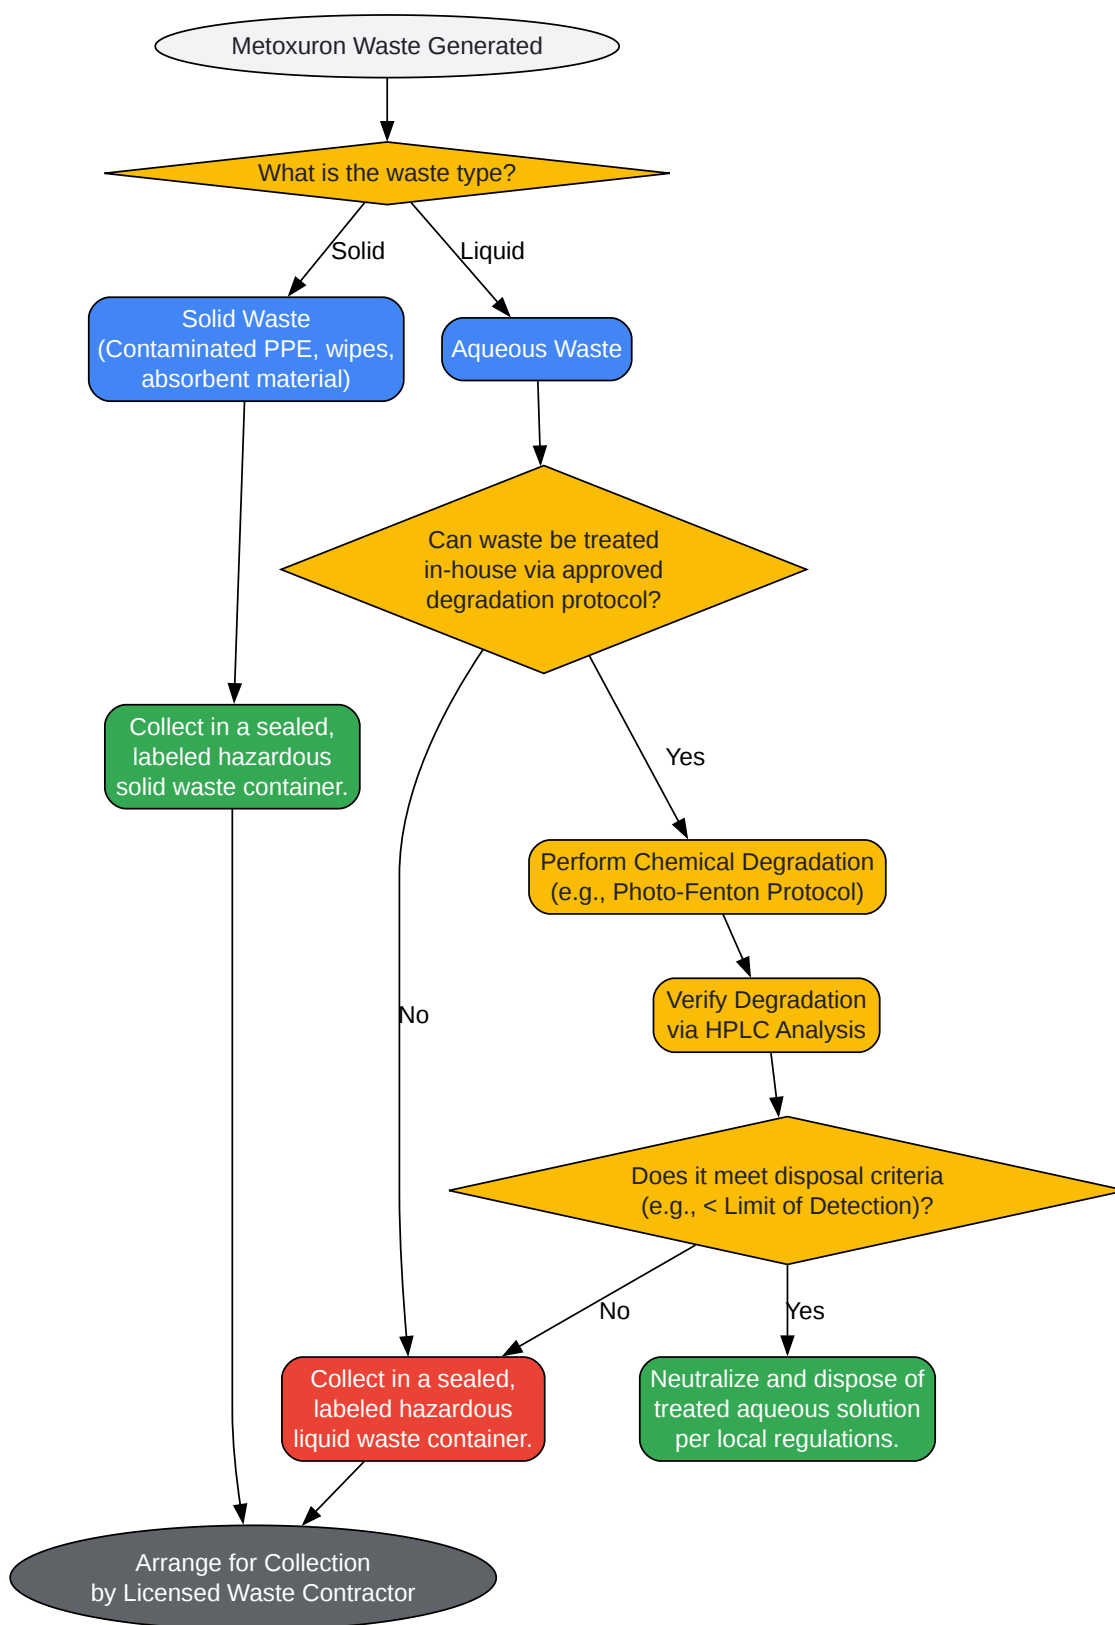 Metoxuron Waste Generated
What is the waste type?
Solid
Liquid
Solid Waste
(Contaminated PPE, wipes,
absorbent material)
Aqueous Waste
Can waste be treated
in-house via approved
degradation protocol?
Collect in a sealed,
labeled hazardous
solid waste container.
Yes
Perform Chemical Degradation
(e.g., Photo-Fenton Protocol)
No
Verify Degradation
via HPLC Analysis
Does it meet disposal criteria
(e.g., < Limit of Detection)?
No
Yes
Collect in a sealed,
labeled hazardous
liquid waste container.
Neutralize and dispose of
treated aqueous solution
per local regulations.
Arrange for Collection
by Licensed Waste Contractor